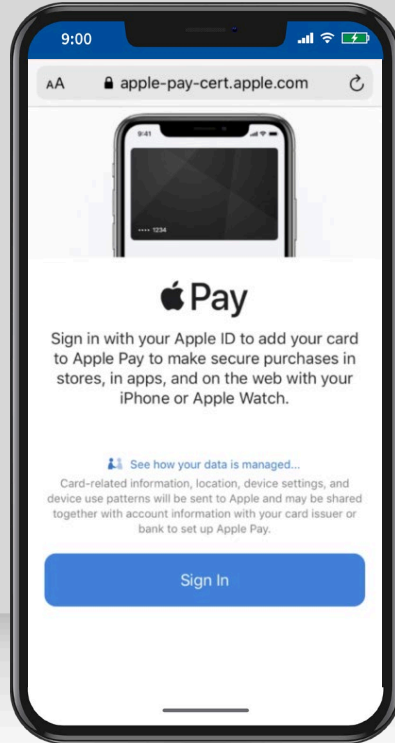 9:00
AA apple-pay-cert.apple.com
9:41
•••• 1234
Pay
Sign in with your Apple ID to add your card
to Apple Pay to make secure purchases in
stores, in apps, and on the web with your
iPhone or Apple Watch.
See how your data is managed...
Card-related information, location, device settings, and
device use patterns will be sent to Apple and may be shared
together with account information with your card issuer or
bank to set up Apple Pay.
Sign In